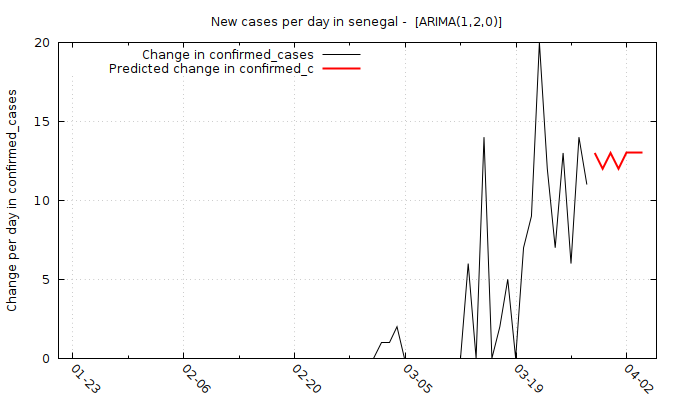 New cases per day in senegal -  [ARIMA(1,2,0)]
Change in confirmed_cases
Predicted change in confirmed_c
Change per day in confirmed_cases
20
15
10
5
0
01-23
02-06
02-20
03-05
03-19
04-02